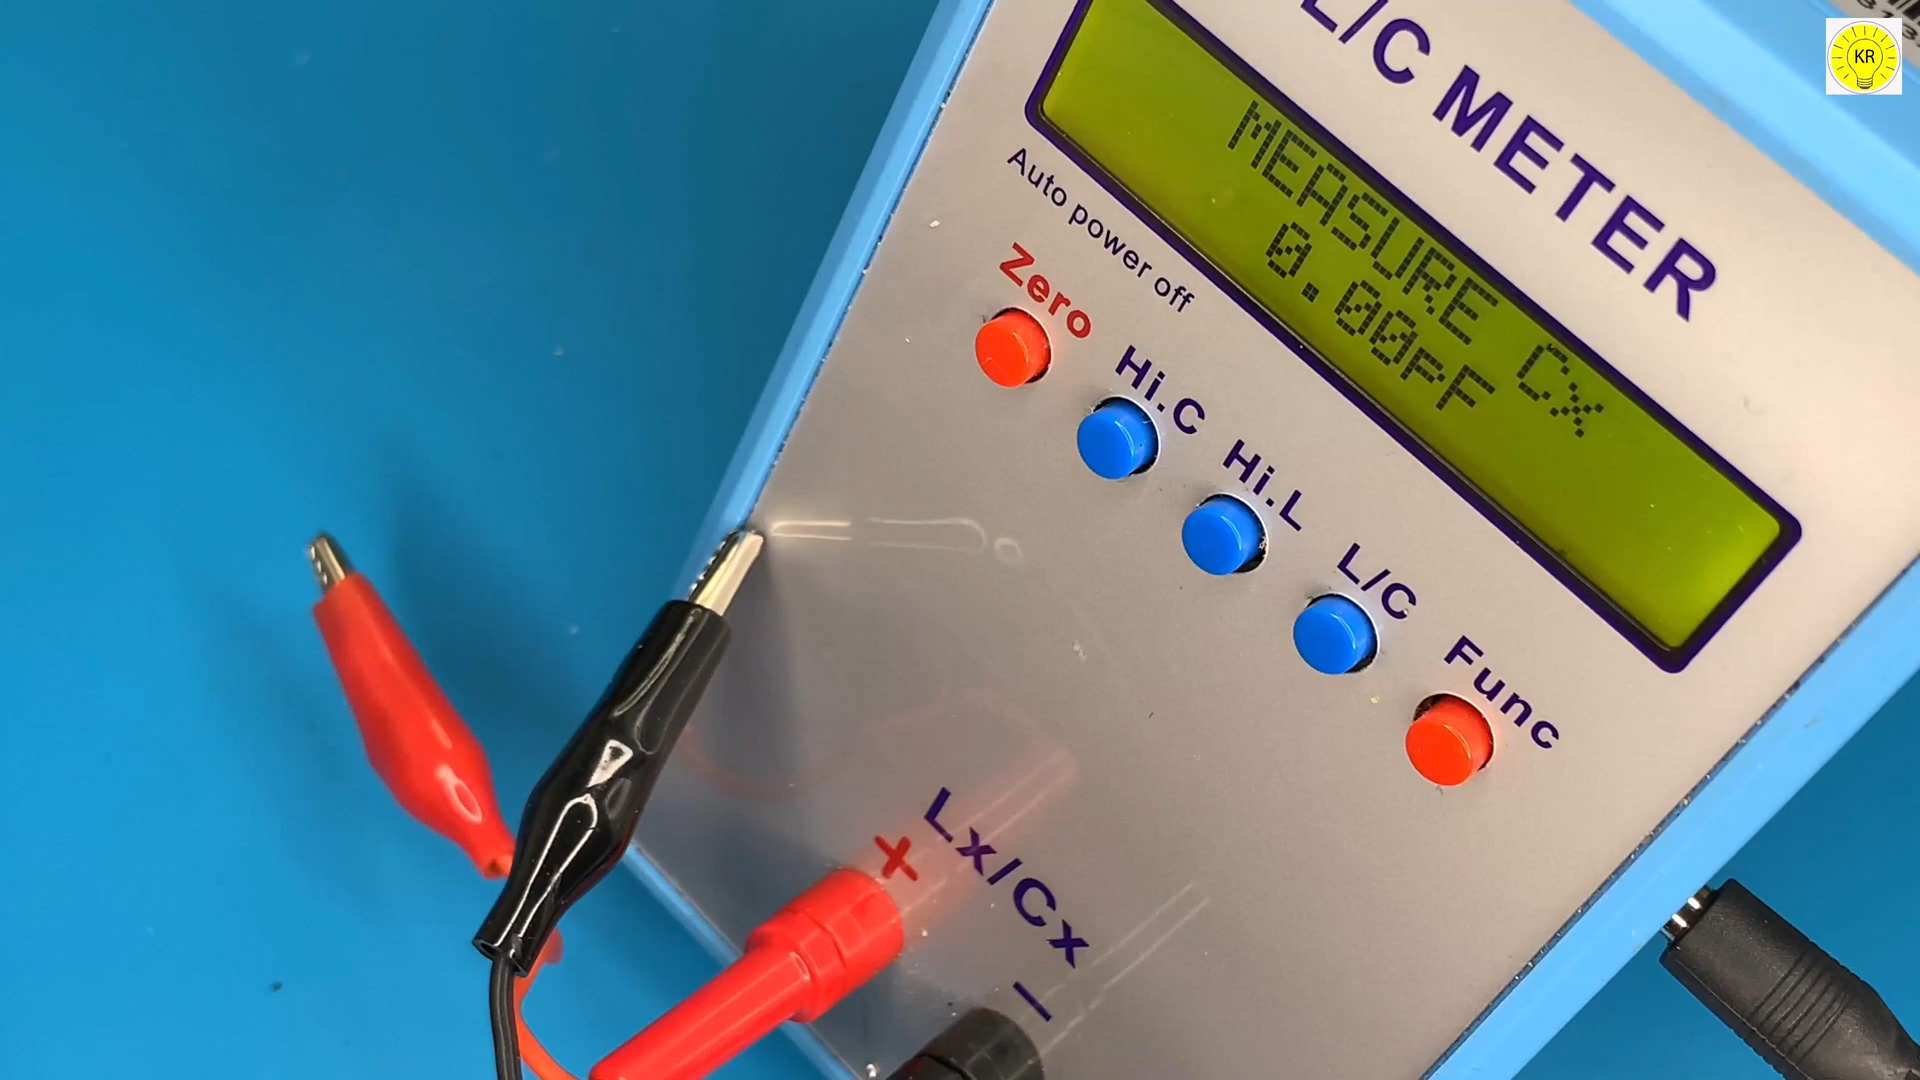 L/C METER
MEASURE Cx
0.00pF
Auto power off
Zero
Hi.C
Hi.L
L/C
Func
Lx/Cx
+
−
KR